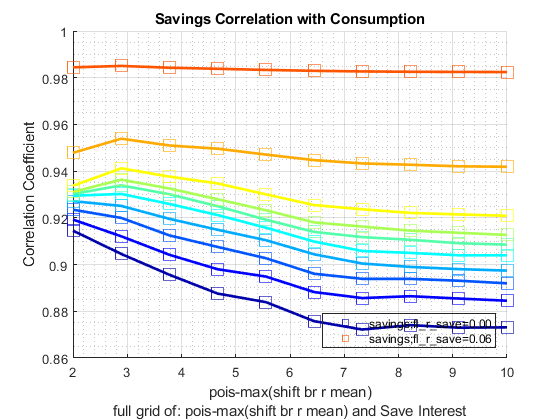 Savings Correlation with Consumption
Correlation Coefficient
1
0.98
0.96
0.94
0.92
0.9
0.88
0.86
2
3
4
5
6
7
8
9
10
savings;fl_r_save=0.00
savings;fl_r_save=0.06
pois-max(shift br r mean)
full grid of: pois-max(shift br r mean) and Save Interest